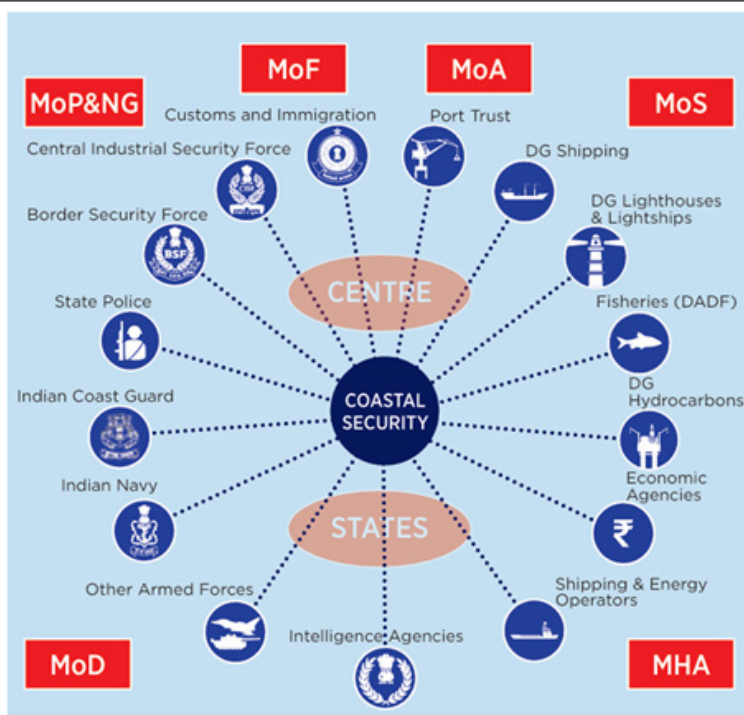 MoF
MoA
MoP&NG
MoS
Customs and Immigration
Port Trust
Central Industrial Security Force
DG Shipping
Border Security Force
BSF
DG Lighthouses
& Lightships
CENTRE
State Police
Fisheries (DADF)
Indian Coast Guard
COASTAL
SECURITY
DG
Hydrocarbons
Indian Navy
Economic
Agencies
₹
STATES
Other Armed Forces
Intelligence Agencies
Shipping & Energy
Operators
MoD
MHA